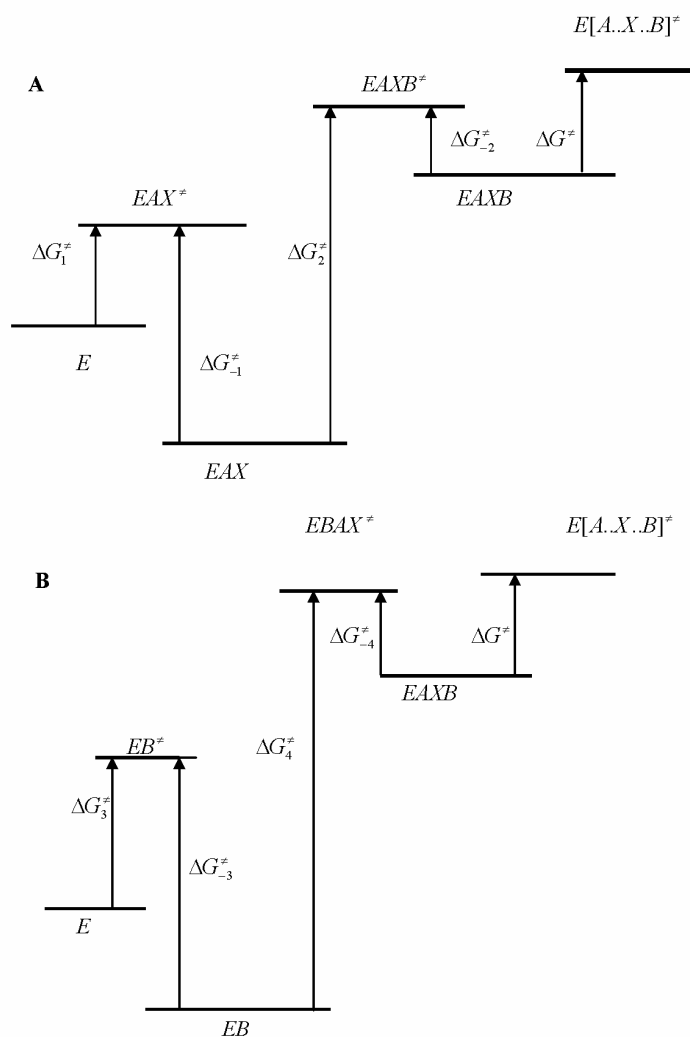 E[A..X..B]≠
A
EAXB≠
ΔG≠₋₂
ΔG≠
EAX≠
EAXB
ΔG≠₁
ΔG≠₂
E
ΔG≠₋₁
EAX
EBAX≠
E[A..X..B]≠
B
ΔG≠₋₄
ΔG≠
EAXB
EB≠
ΔG≠₄
ΔG≠₃
ΔG≠₋₃
E
EB